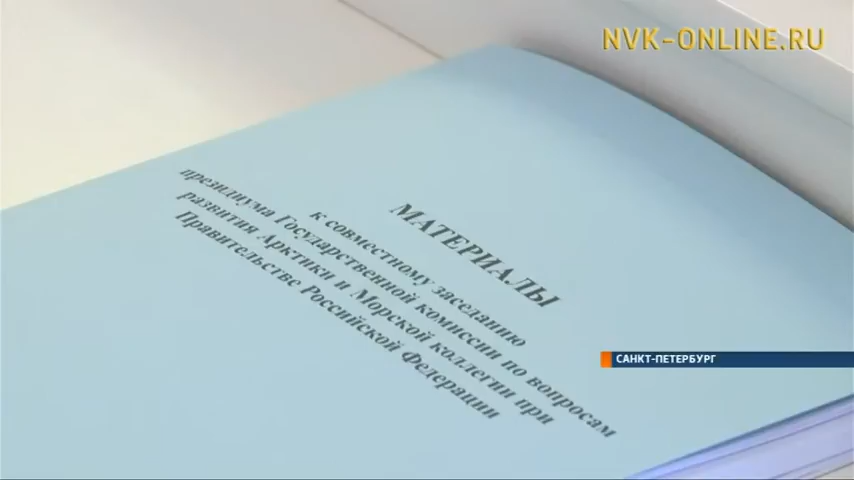 NVK-ONLINE.RU
МАТЕРИАЛЫ
к совместному заседанию
президиума Государственной комиссии по вопросам
развития Арктики и Морской коллегии при
Правительстве Российской Федерации
САНКТ-ПЕТЕРБУРГ